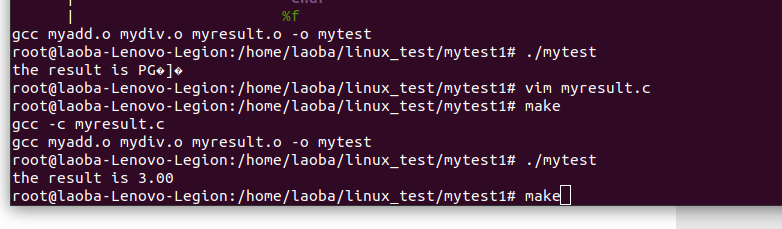 | %f
gcc myadd.o mydiv.o myresult.o -o mytest
root@laoba-Lenovo-Legion:/home/laoba/linux_test/mytest1# ./mytest
the result is PG�]�
root@laoba-Lenovo-Legion:/home/laoba/linux_test/mytest1# vim myresult.c
root@laoba-Lenovo-Legion:/home/laoba/linux_test/mytest1# make
gcc -c myresult.c
gcc myadd.o mydiv.o myresult.o -o mytest
root@laoba-Lenovo-Legion:/home/laoba/linux_test/mytest1# ./mytest
the result is 3.00
root@laoba-Lenovo-Legion:/home/laoba/linux_test/mytest1# make